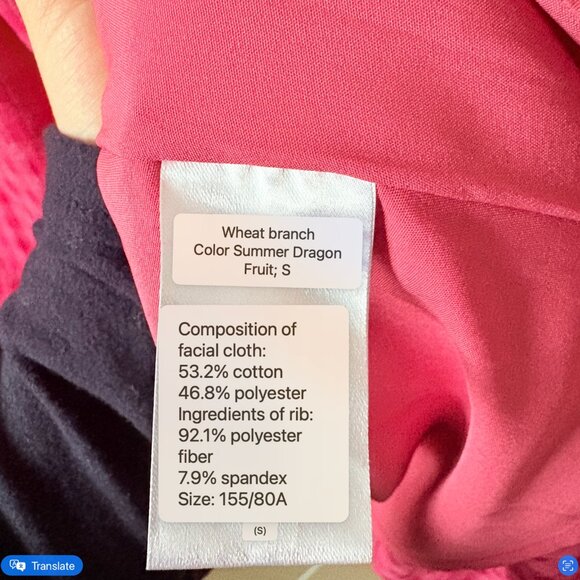 Wheat branch
Color Summer Dragon
Fruit; S
Composition of
facial cloth:
53.2% cotton
46.8% polyester
Ingredients of rib:
92.1% polyester
fiber
7.9% spandex
Size: 155/80A
(S)
Translate